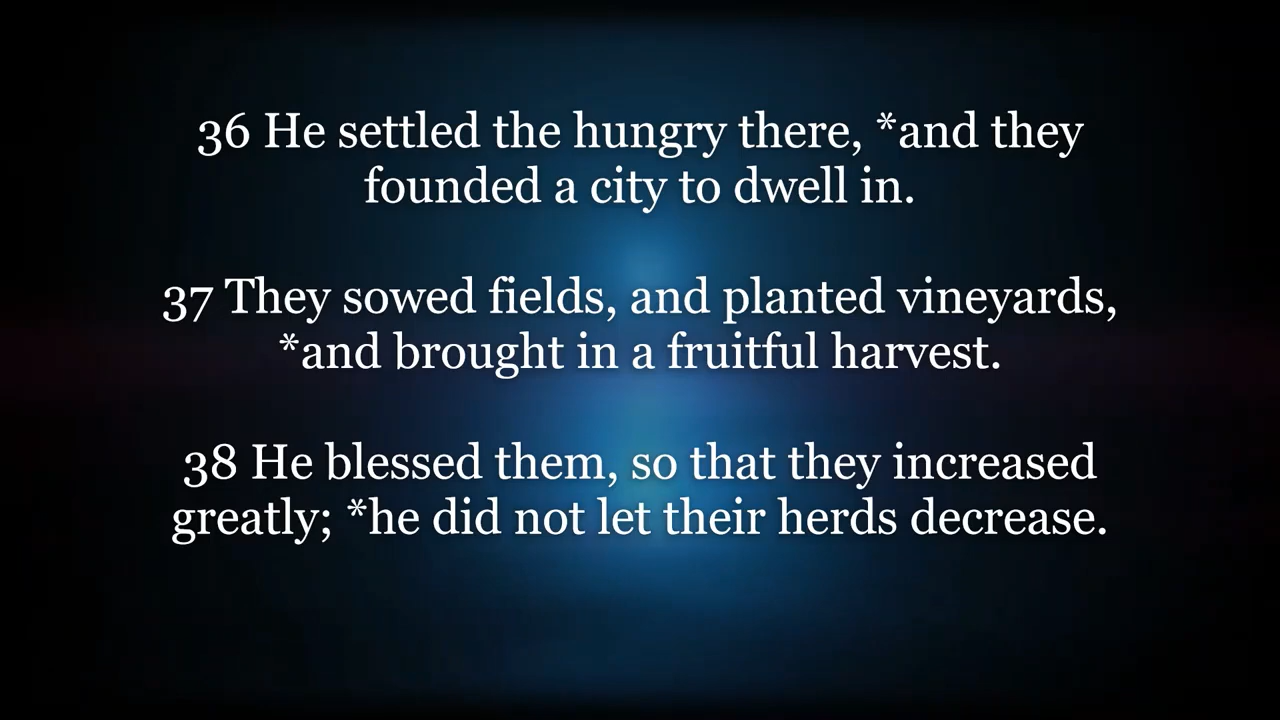 36 He settled the hungry there, *and they
founded a city to dwell in.
37 They sowed fields, and planted vineyards,
*and brought in a fruitful harvest.
38 He blessed them, so that they increased
greatly; *he did not let their herds decrease.